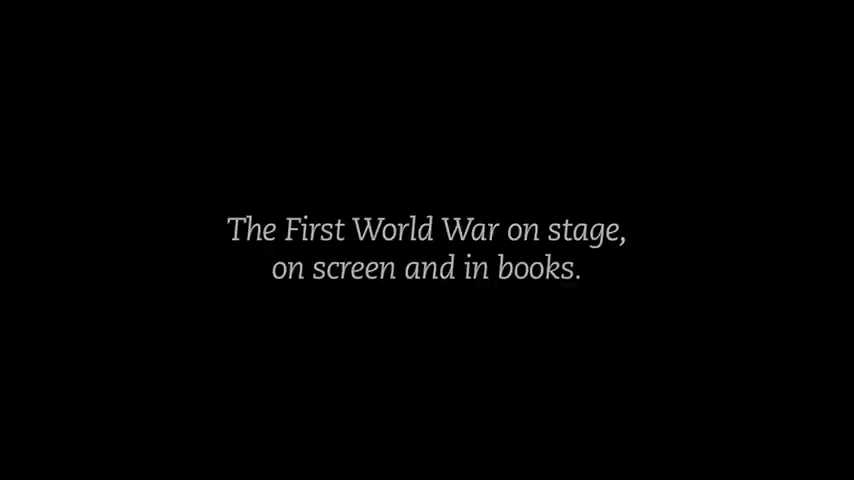 The First World War on stage,
on screen and in books.